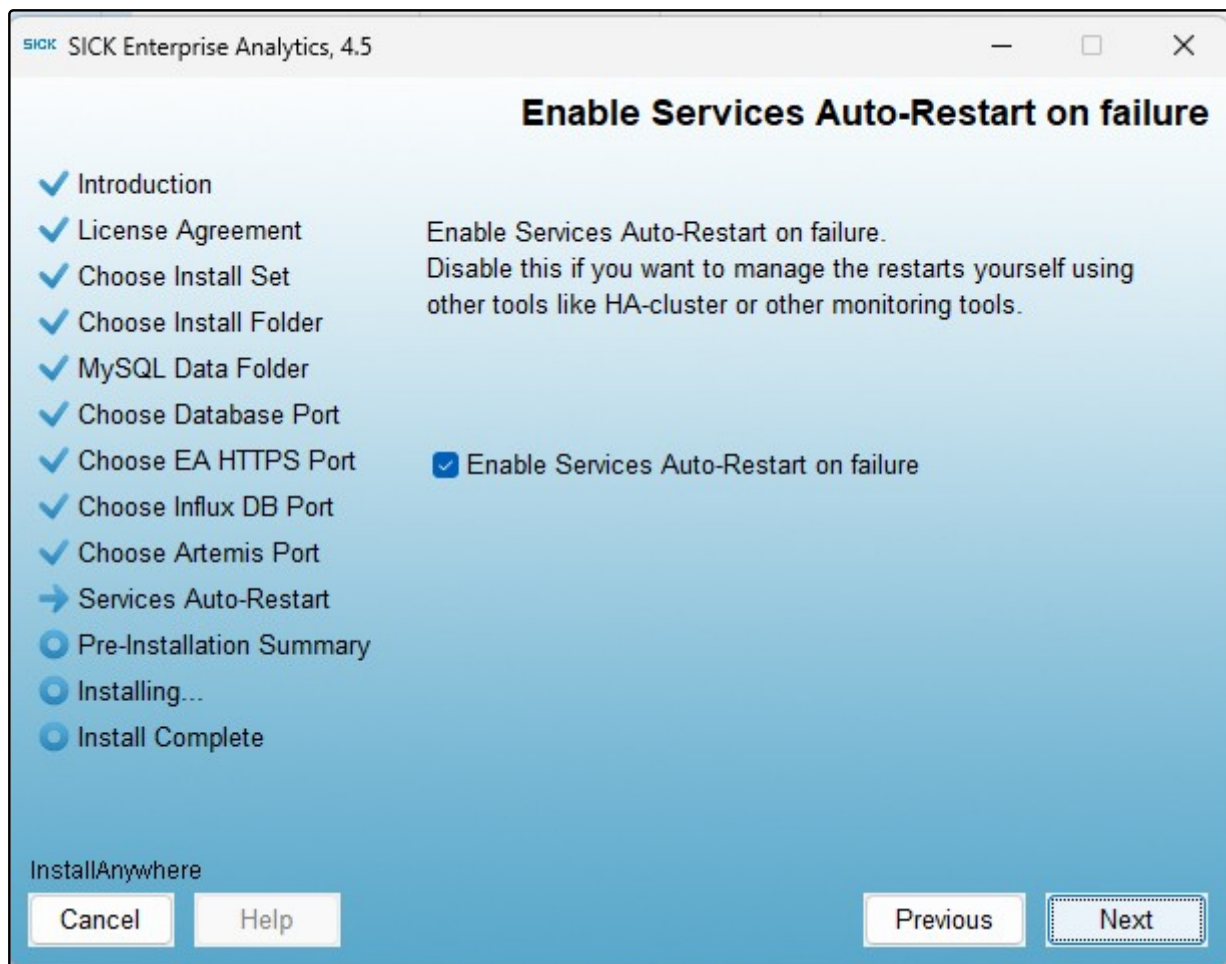 SICK SICK Enterprise Analytics, 4.5
Enable Services Auto-Restart on failure
Introduction
License Agreement
Choose Install Set
Choose Install Folder
MySQL Data Folder
Choose Database Port
Choose EA HTTPS Port
Choose Influx DB Port
Choose Artemis Port
Services Auto-Restart
Pre-Installation Summary
Installing...
Install Complete
Enable Services Auto-Restart on failure.
Disable this if you want to manage the restarts yourself using
other tools like HA-cluster or other monitoring tools.
Enable Services Auto-Restart on failure
InstallAnywhere
Cancel Help Previous Next